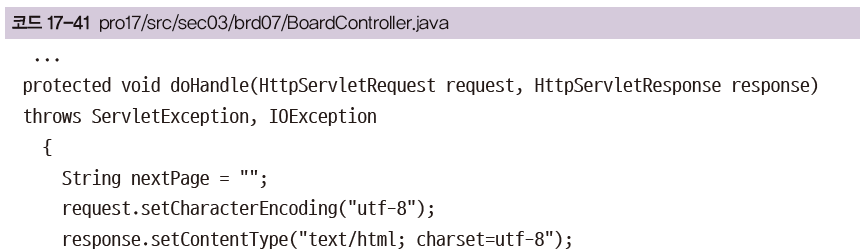 코드 17-41 pro17/src/sec03/brd07/BoardController.java
...
protected void doHandle(HttpServletRequest request, HttpServletResponse response)
throws ServletException, IOException
{
String nextPage = "";
request.setCharacterEncoding("utf-8");
response.setContentType("text/html; charset=utf-8");